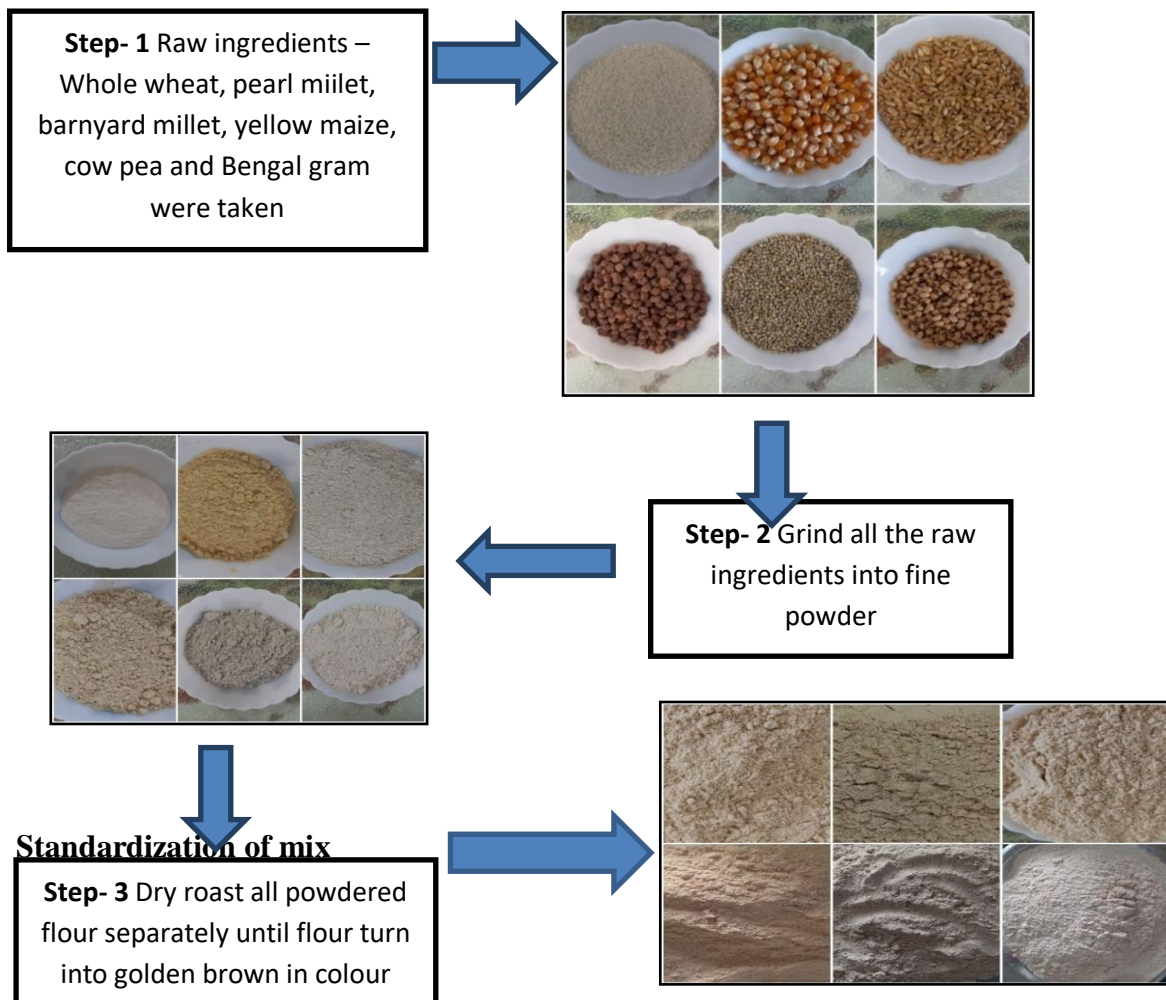 Step- 1 Raw ingredients –
Whole wheat, pearl miillet,
barnyard millet, yellow maize,
cow pea and Bengal gram
were taken
Step- 2 Grind all the raw
ingredients into fine
powder
Standardization of mix
Step- 3 Dry roast all powdered
flour separately until flour turn
into golden brown in colour